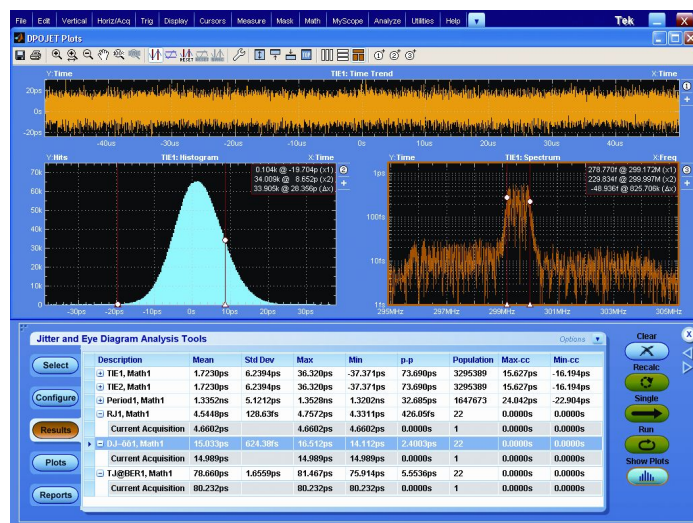 File Edit Vertical Horiz/Acq Trig Display Cursors Measure Mask Math MyScope Analyze Utilities Help Tek
DPOJET Plots
RESET
Y:Time TIE1: Time Trend X:Time
20ps
0s
-20ps
-40us -30us -20us -10us 0s 10us 20us 30us 40us
Y:Hits TIE1: Histogram X:Time
0.104k @ -19.704p (x1)
34.009k @ 8.652p (x2)
33.905k @ 28.356p (Δx)
70k
60k
50k
40k
30k
20k
10k
0
-30ps -20ps -10ps 0s 10ps 20ps 30ps
Y:Time TIE1: Spectrum X:Freq
278.770f @ 299.172M (x1)
229.834f @ 299.997M (x2)
-48.936f @ 825.706k (Δx)
1ps
100fs
10fs
1fs
295MHz 297MHz 299MHz 301MHz 303MHz 305MHz
Jitter and Eye Diagram Analysis Tools Options
Select
Configure
Results
Plots
Reports
Description Mean Std Dev Max Min p-p Population Max-cc Min-cc
TIE1, Math1 1.7230ps 6.2394ps 36.320ps -37.371ps 73.690ps 3295389 15.627ps -16.194ps
TIE2, Math1 1.7230ps 6.2394ps 36.320ps -37.371ps 73.690ps 3295389 15.627ps -16.194ps
Period1, Math1 1.3352ns 5.1212ps 1.3528ns 1.3202ns 32.685ps 1647673 24.042ps -22.904ps
RJ1, Math1 4.5448ps 128.63fs 4.7572ps 4.3311ps 426.05fs 22 0.0000s 0.0000s
Current Acquisition 4.6602ps 4.6602ps 4.6602ps 0.0000s 1 0.0000s 0.0000s
DJ-δδ1, Math1 15.033ps 624.38fs 16.512ps 14.112ps 2.4003ps 22 0.0000s 0.0000s
Current Acquisition 14.989ps 14.989ps 14.989ps 0.0000s 1 0.0000s 0.0000s
TJ@BER1, Math1 78.660ps 1.6559ps 81.467ps 75.914ps 5.5536ps 22 0.0000s 0.0000s
Current Acquisition 80.232ps 80.232ps 80.232ps 0.0000s 1 0.0000s 0.0000s
Clear
Recalc
Single
Run
Show Plots